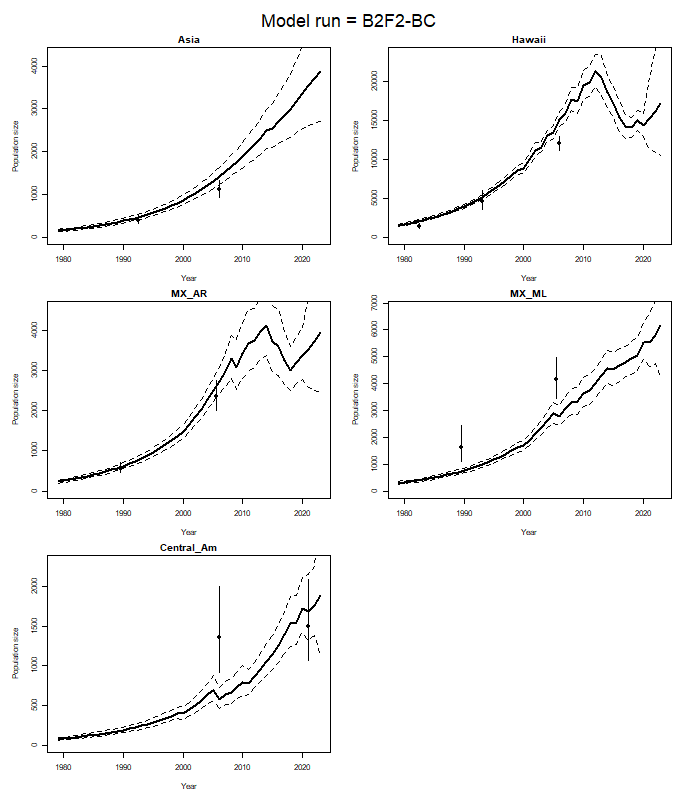 Model run = B2F2-BC
Asia
Population size
4000
3000
2000
1000
0
1980 1990 2000 2010 2020
Year
Hawaii
Population size
20000
15000
10000
5000
0
1980 1990 2000 2010 2020
Year
MX_AR
Population size
4000
3000
2000
1000
0
1980 1990 2000 2010 2020
Year
MX_ML
Population size
7000
6000
5000
4000
3000
2000
1000
0
1980 1990 2000 2010 2020
Year
Central_Am
Population size
2000
1500
1000
500
0
1980 1990 2000 2010 2020
Year